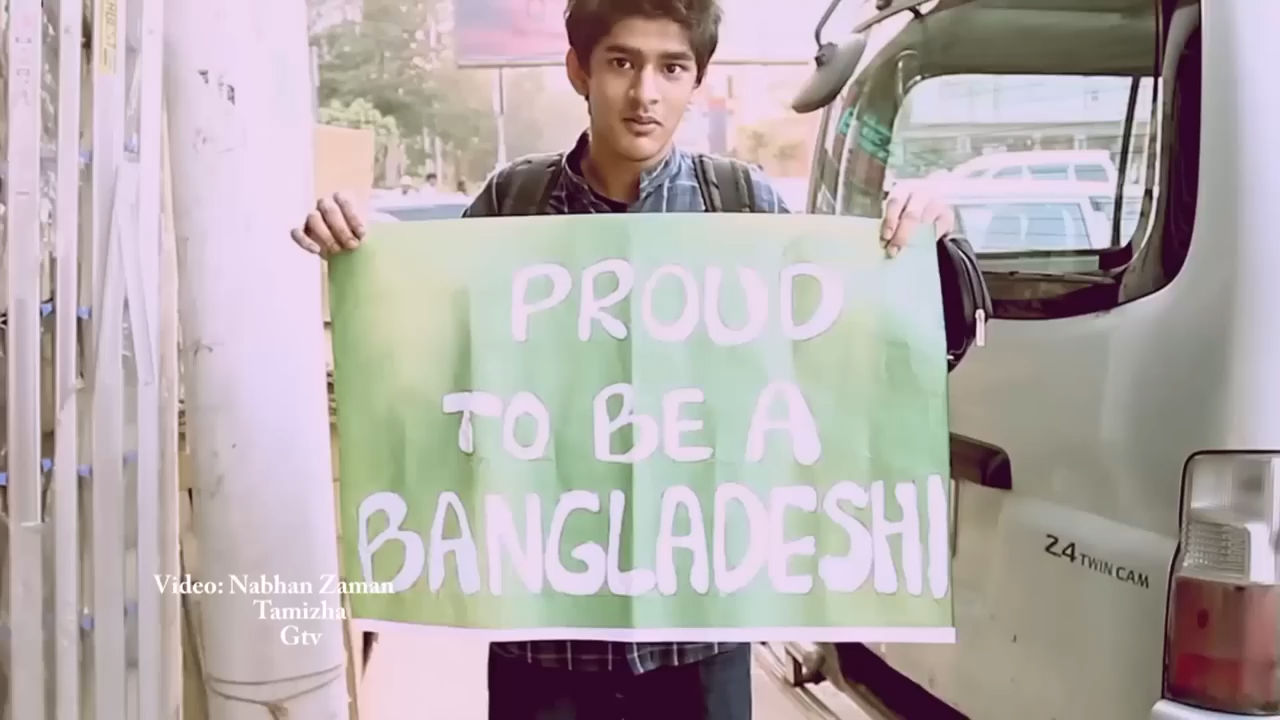 PROUD
TO BE A
BANGLADESHI
2.4 TWIN CAM
Video: Nabhan Zaman
Tamizha
Gtv